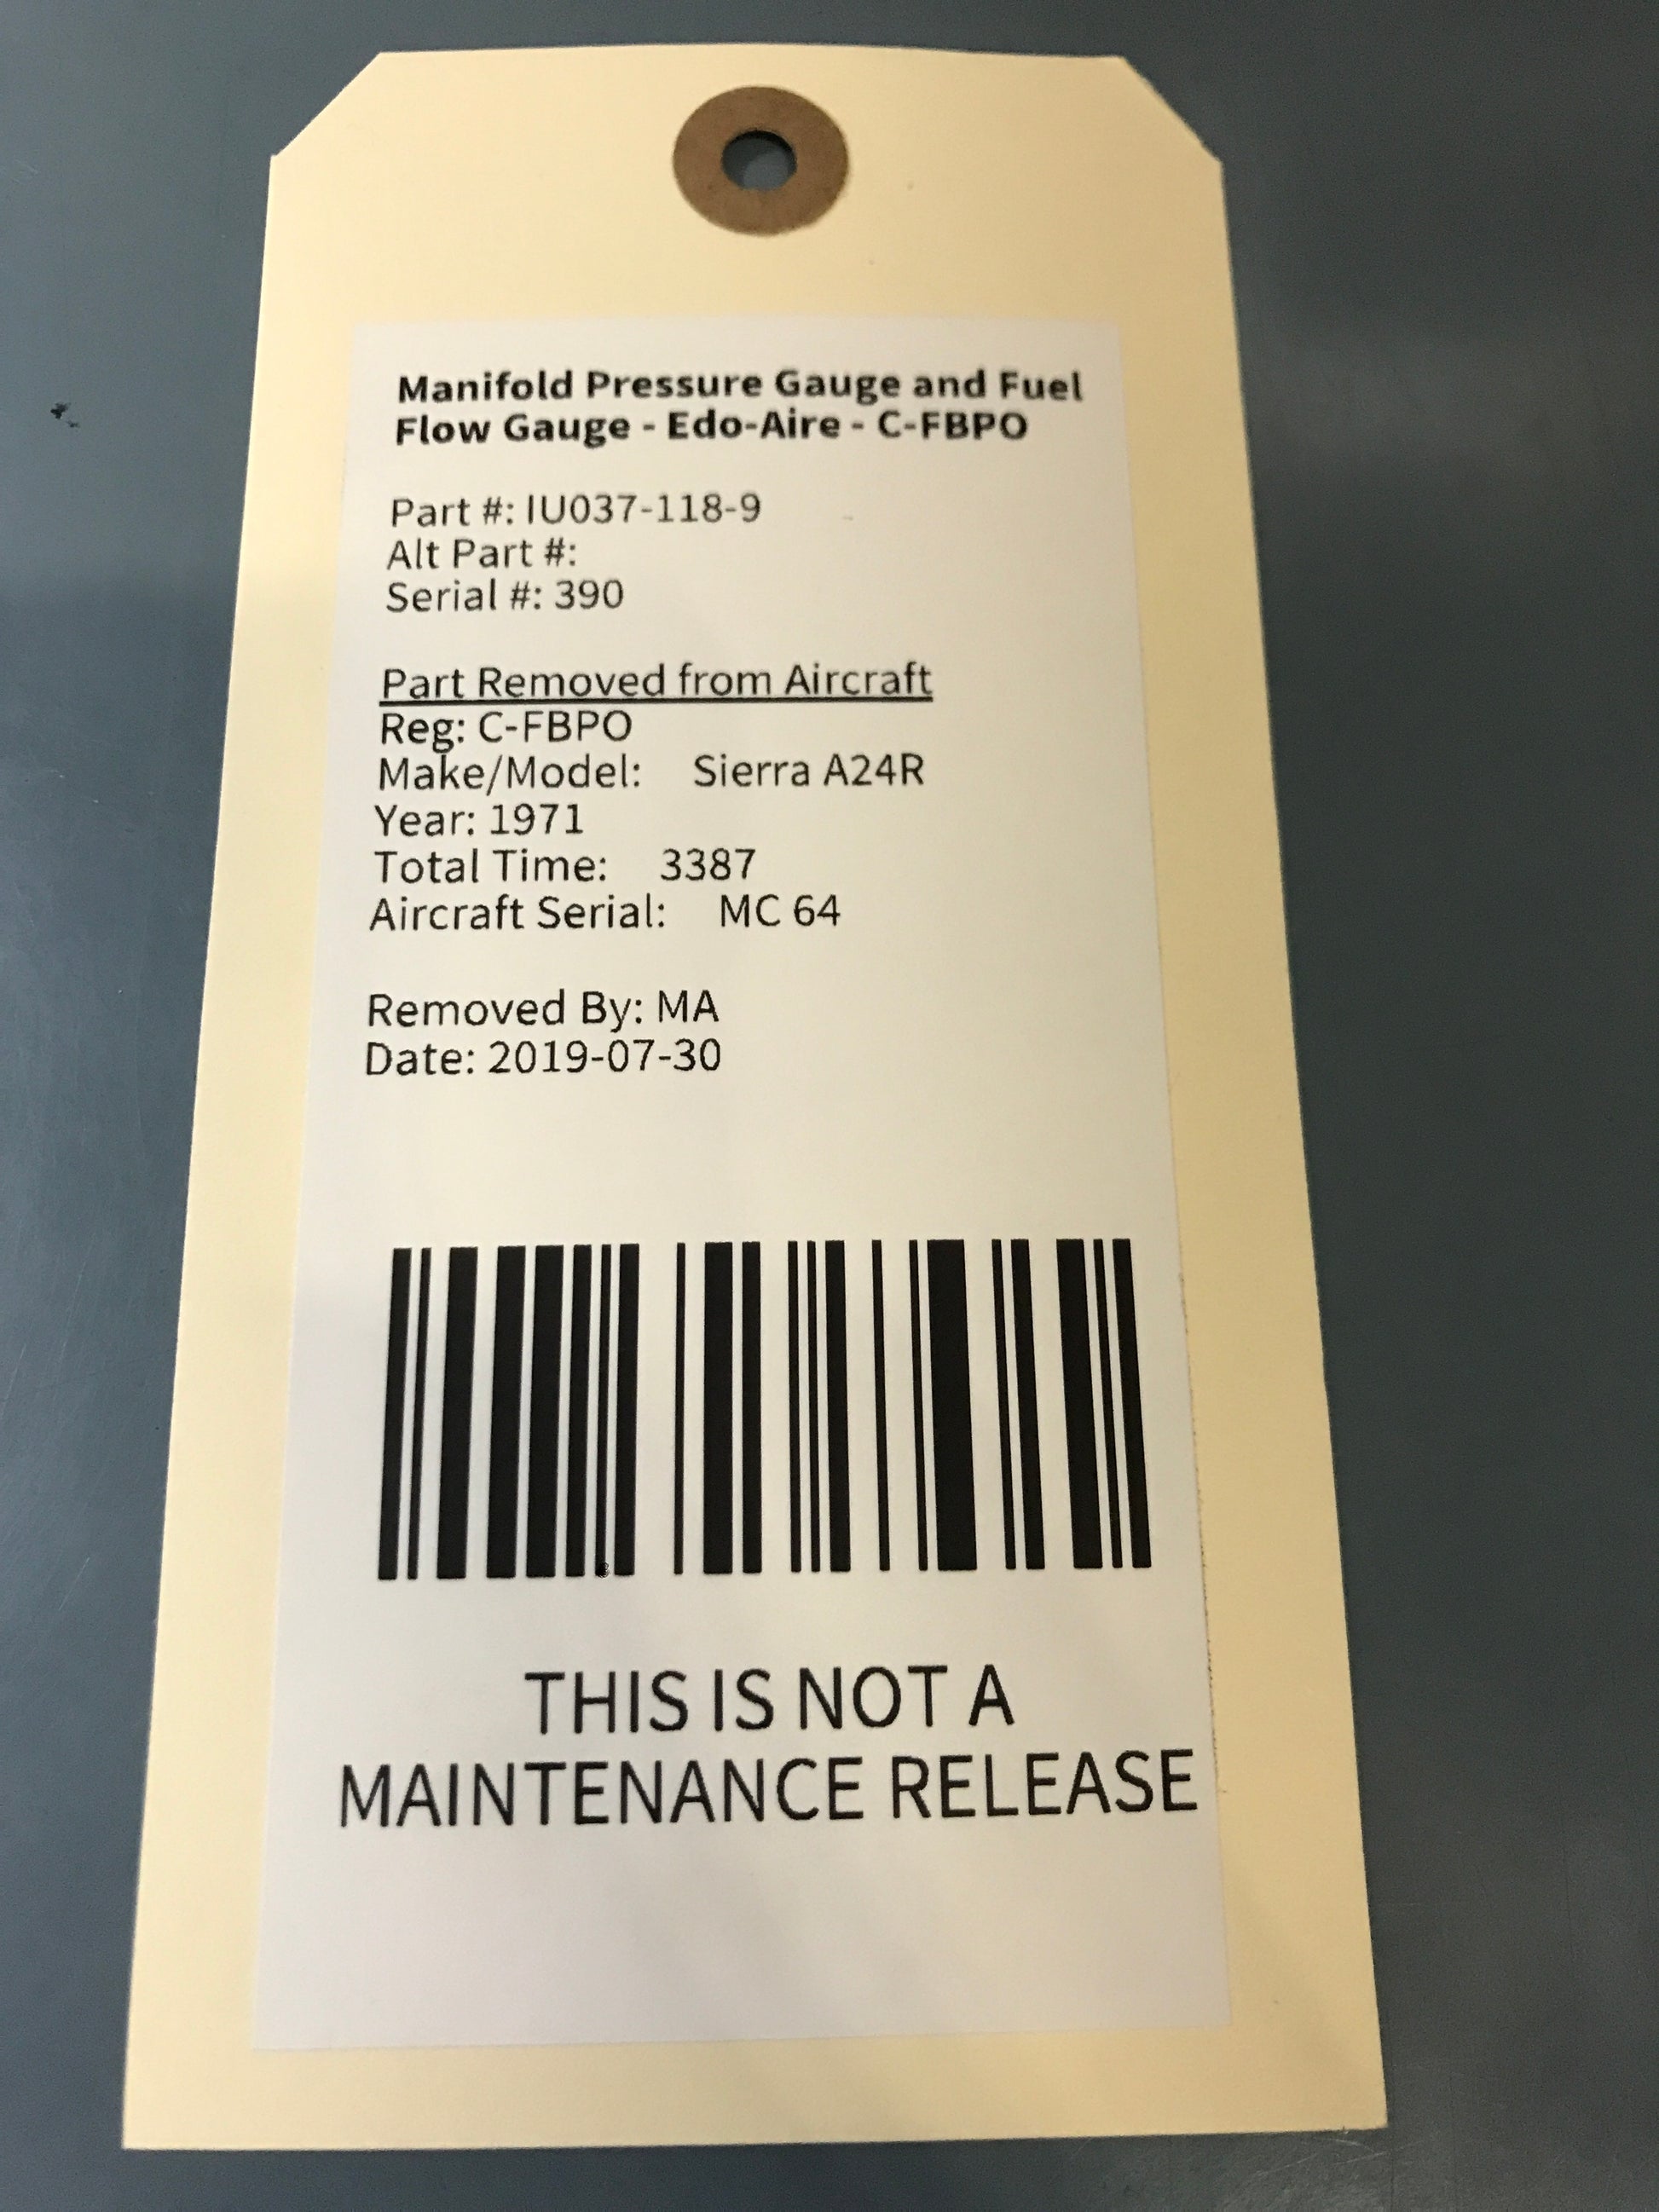 Manifold Pressure Gauge and Fuel
Flow Gauge - Edo-Aire - C-FBPO
Part #: IU037-118-9
Alt Part #:
Serial #: 390
Part Removed from Aircraft
Reg: C-FBPO
Make/Model: Sierra A24R
Year: 1971
Total Time: 3387
Aircraft Serial: MC 64
Removed By: MA
Date: 2019-07-30
THIS IS NOT A
MAINTENANCE RELEASE